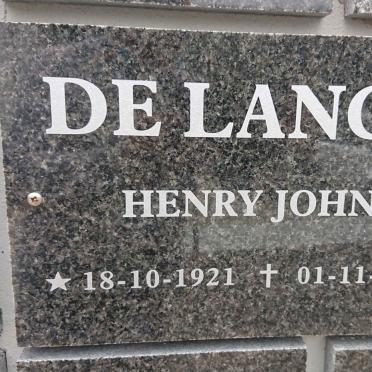 DE LANG
HENRY JOHN
★ 18-10-1921 ✝ 01-11-